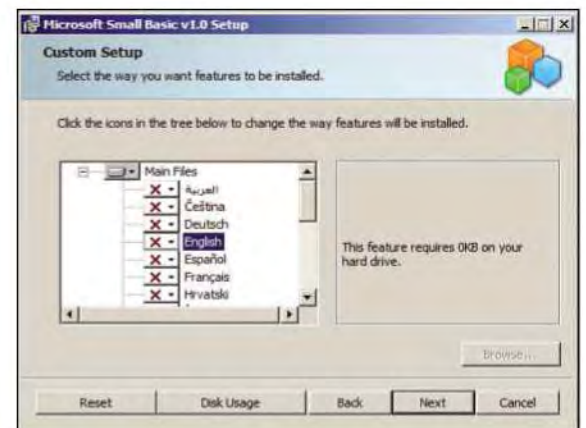 Microsoft Small Basic v1.0 Setup
Custom Setup
Select the way you want features to be installed.
Click the icons in the tree below to change the way features will be installed.
Main Files
العربية
Čeština
Deutsch
English
Español
Français
Hrvatski
This feature requires 0KB on your
hard drive.
Browse...
Reset
Disk Usage
Back
Next
Cancel